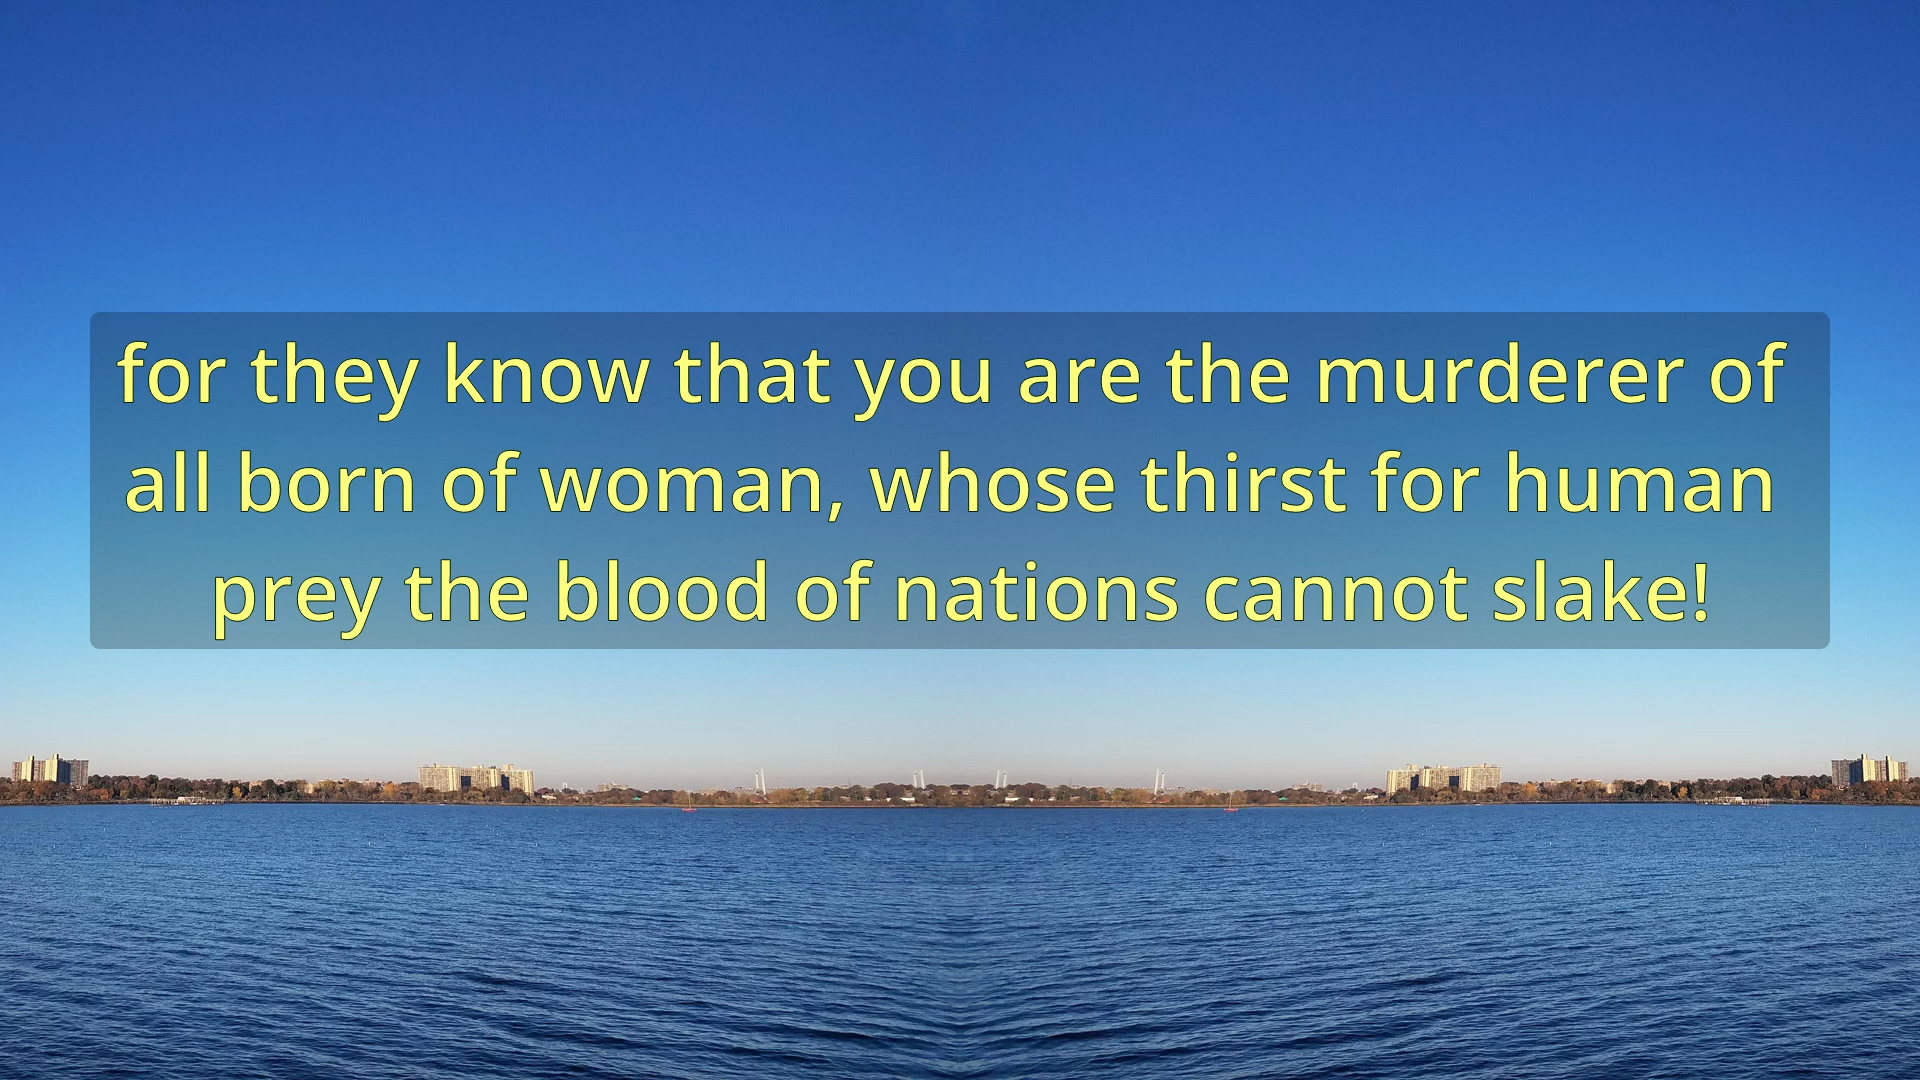 for they know that you are the murderer of
all born of woman, whose thirst for human
prey the blood of nations cannot slake!